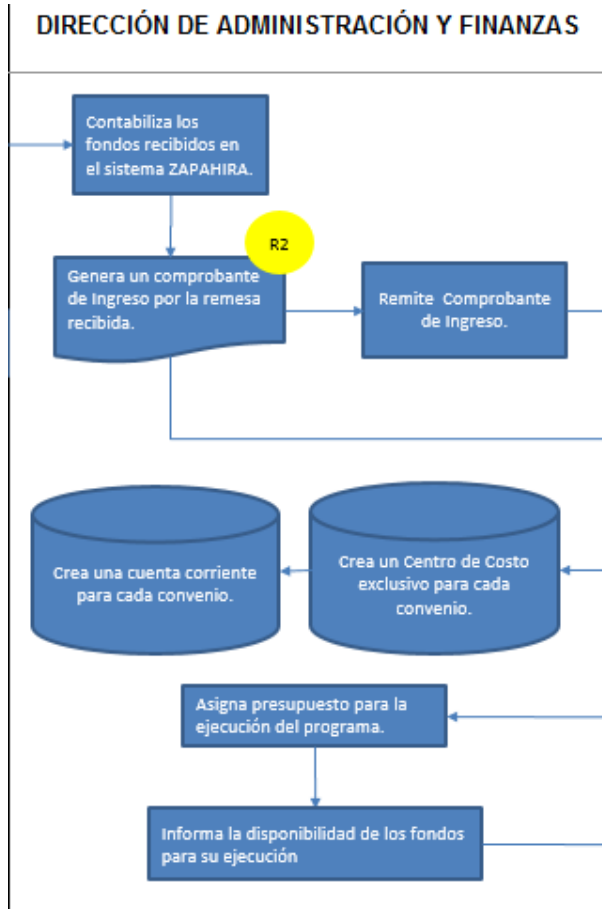 DIRECCIÓN DE ADMINISTRACIÓN Y FINANZAS
Contabiliza los
fondos recibidos en
el sistema ZAPAHIRA.
R2
Genera un comprobante
de Ingreso por la remesa
recibida.
Remite Comprobante
de Ingreso.
Crea una cuenta corriente
para cada convenio.
Crea un Centro de Costo
exclusivo para cada
convenio.
Asigna presupuesto para la
ejecución del programa.
Informa la disponibilidad de los fondos
para su ejecución